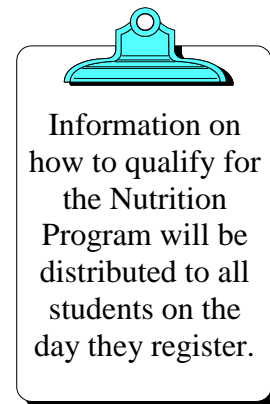 Information on
how to qualify for
the Nutrition
Program will be
distributed to all
students on the
day they register.